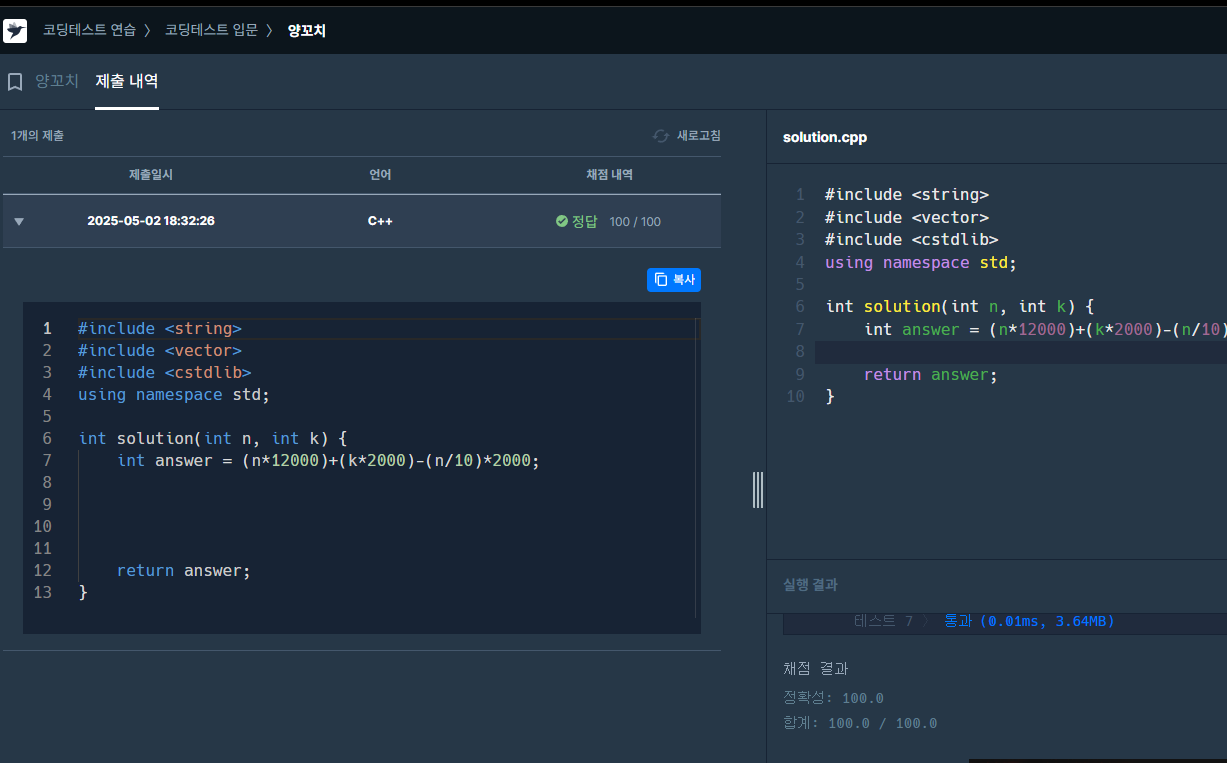 코딩테스트 연습 〉 코딩테스트 입문 〉 양꼬치
양꼬치 제출 내역
1개의 제출 새로고침
제출일시 언어 채점 내역
▼ 2025-05-02 18:32:26 C++ 정답 100 / 100
복사
1 #include <string>
2 #include <vector>
3 #include <cstdlib>
4 using namespace std;
5
6 int solution(int n, int k) {
7 int answer = (n*12000)+(k*2000)-(n/10)*2000;
8
9
10
11
12 return answer;
13 }
solution.cpp
1 #include <string>
2 #include <vector>
3 #include <cstdlib>
4 using namespace std;
5
6 int solution(int n, int k) {
7 int answer = (n*12000)+(k*2000)-(n/10)
8
9 return answer;
10 }
실행 결과
테스트 7 〉 통과 (0.01ms, 3.64MB)
채점 결과
정확성: 100.0
합계: 100.0 / 100.0